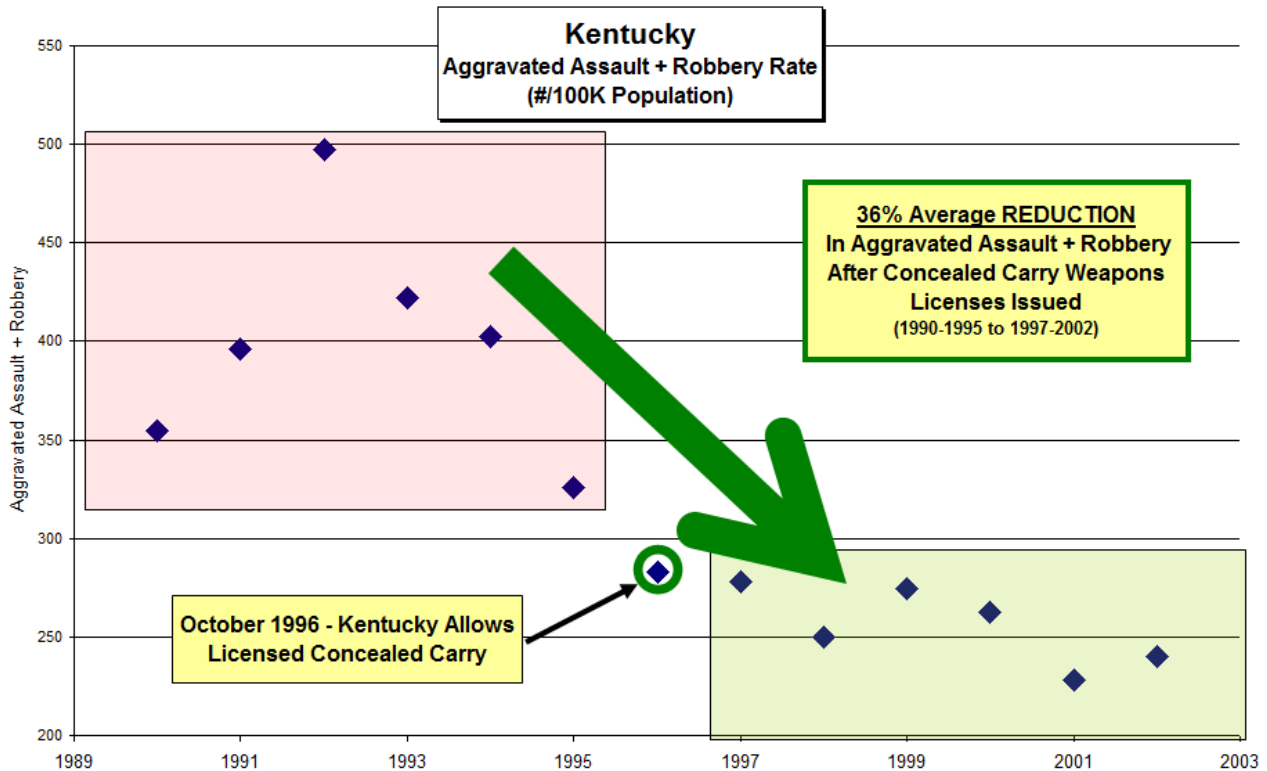 Kentucky
Aggravated Assault + Robbery Rate
(#/100K Population)
Aggravated Assault + Robbery
550
500
450
400
350
300
250
200
36% Average REDUCTION
In Aggravated Assault + Robbery
After Concealed Carry Weapons
Licenses Issued
(1990-1995 to 1997-2002)
October 1996 - Kentucky Allows
Licensed Concealed Carry
1989 1991 1993 1995 1997 1999 2001 2003